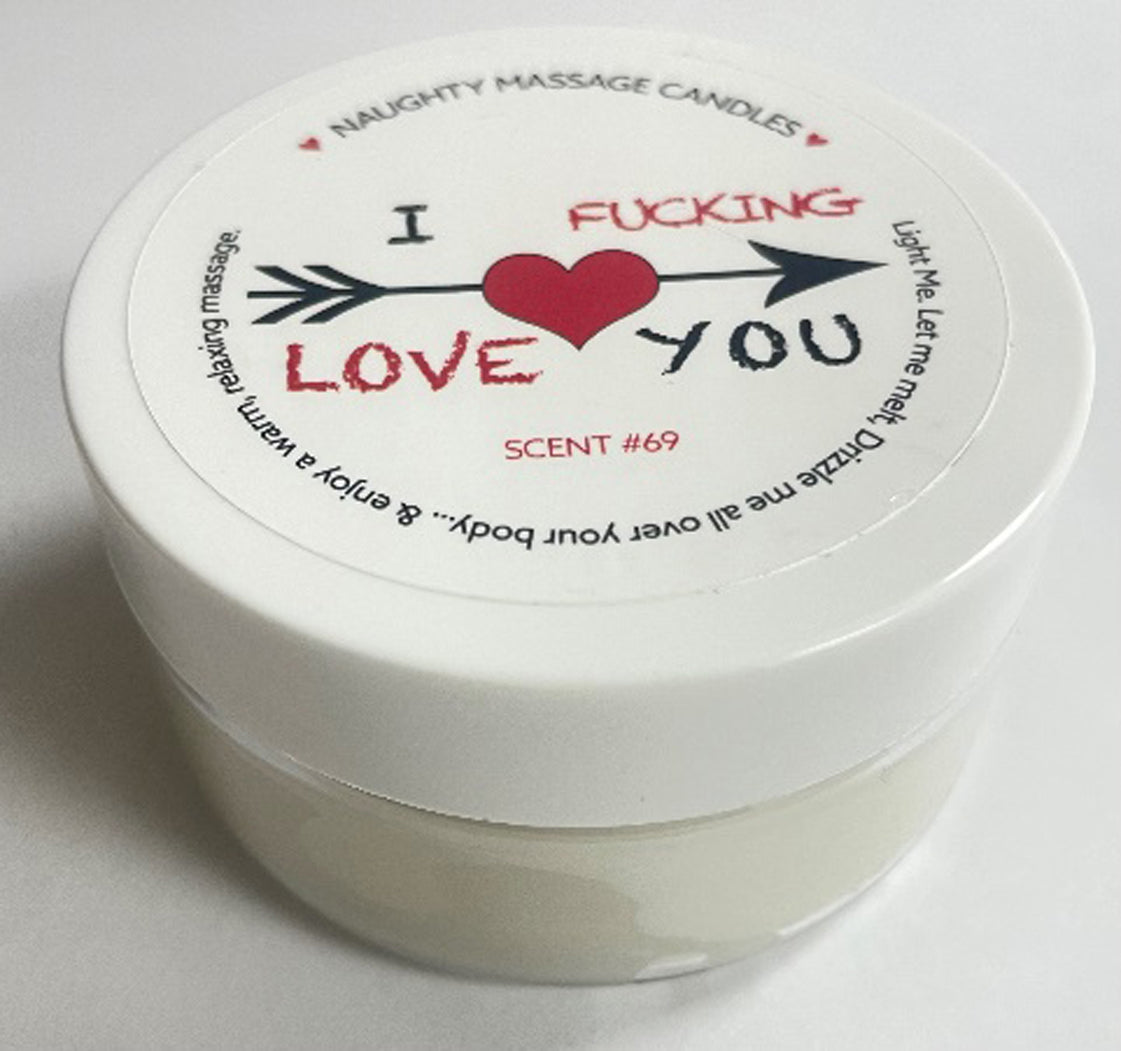 NAUGHTY MASSAGE CANDLES
I FUCKING
LOVE YOU
SCENT #69
Light Me. Let me melt, Drizzle me all over your body... & enjoy a warm, relaxing massage.